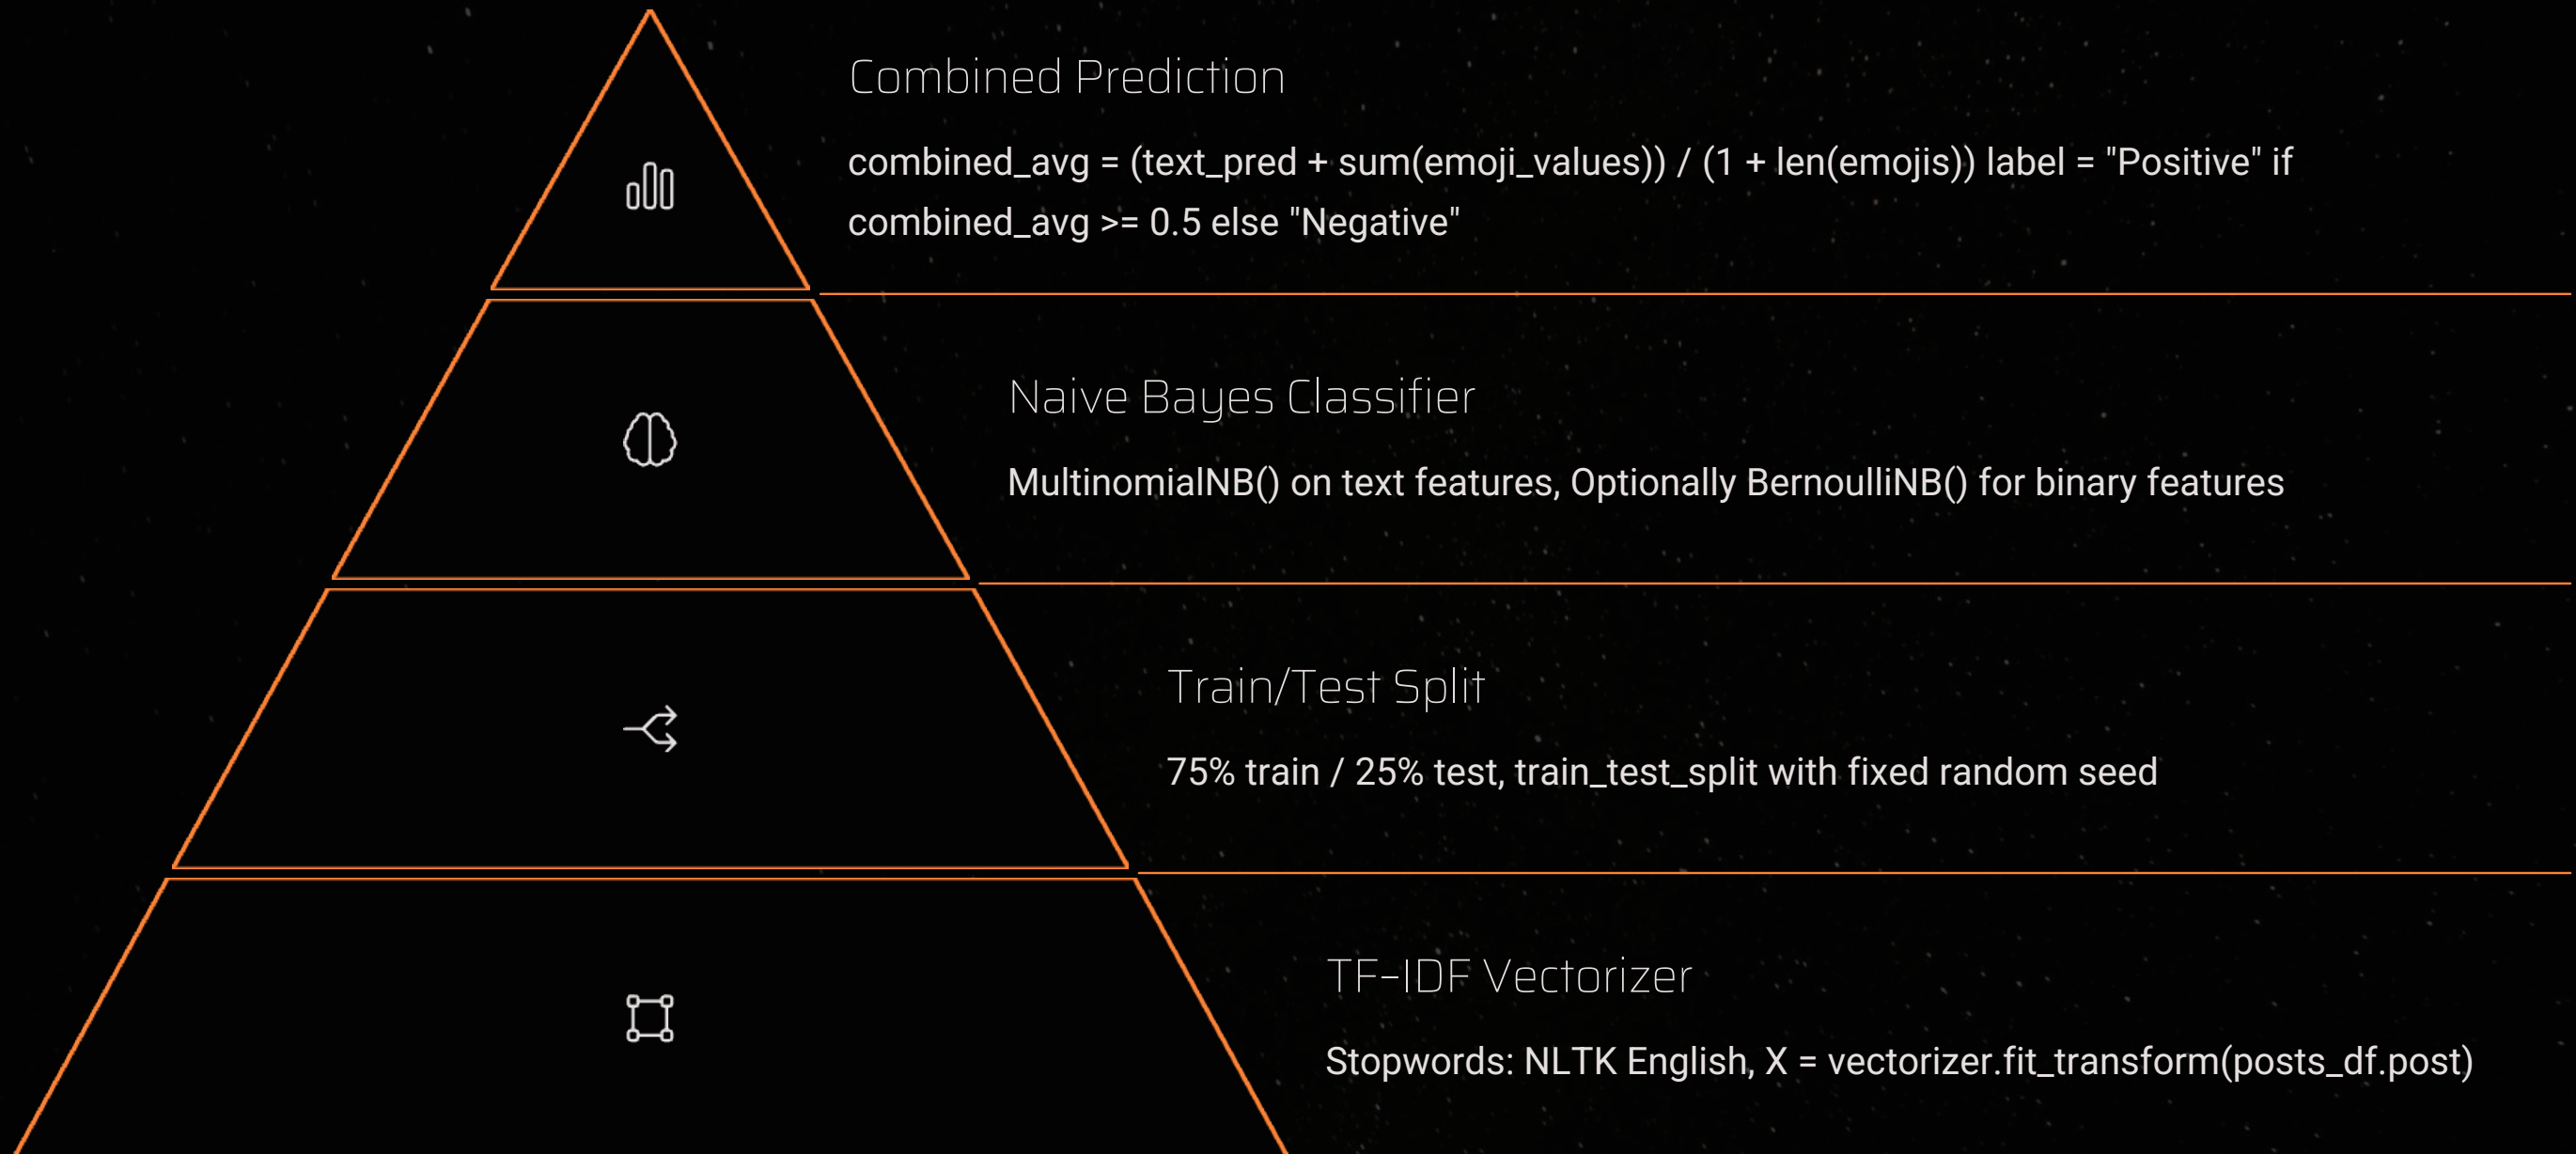 Combined Prediction
combined_avg = (text_pred + sum(emoji_values)) / (1 + len(emojis)) label = "Positive" if
combined_avg >= 0.5 else "Negative"
Naive Bayes Classifier
MultinomialNB() on text features, Optionally BernoulliNB() for binary features
Train/Test Split
75% train / 25% test, train_test_split with fixed random seed
TF–IDF Vectorizer
Stopwords: NLTK English, X = vectorizer.fit_transform(posts_df.post)